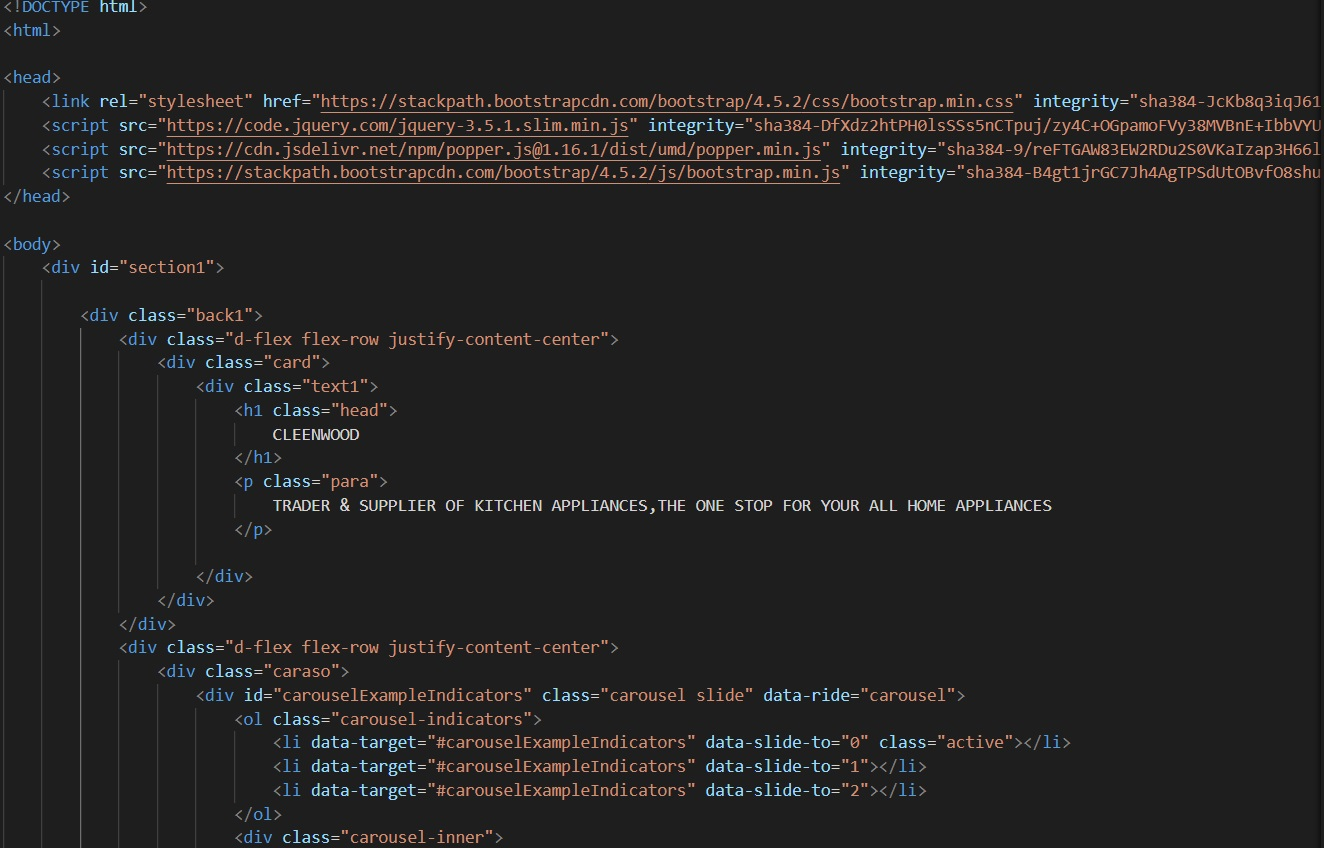 <!DOCTYPE html>
<html>
<head>
<link rel="stylesheet" href="https://stackpath.bootstrapcdn.com/bootstrap/4.5.2/css/bootstrap.min.css" integrity="sha384-JcKb8q3iqJ61
<script src="https://code.jquery.com/jquery-3.5.1.slim.min.js" integrity="sha384-DfXdz2htPH0lsSSs5nCTpuj/zy4C+OGpamoFVy38MVBnE+IbbVYU
<script src="https://cdn.jsdelivr.net/npm/popper.js@1.16.1/dist/umd/popper.min.js" integrity="sha384-9/reFTGAW83EW2RDu2S0VKaIzap3H66l
<script src="https://stackpath.bootstrapcdn.com/bootstrap/4.5.2/js/bootstrap.min.js" integrity="sha384-B4gt1jrGC7Jh4AgTPSdUtOBvfO8shu
</head>
<body>
<div id="section1">
<div class="back1">
<div class="d-flex flex-row justify-content-center">
<div class="card">
<div class="text1">
<h1 class="head">
CLEENWOOD
</h1>
<p class="para">
TRADER & SUPPLIER OF KITCHEN APPLIANCES,THE ONE STOP FOR YOUR ALL HOME APPLIANCES
</p>
</div>
</div>
</div>
<div class="d-flex flex-row justify-content-center">
<div class="caraso">
<div id="carouselExampleIndicators" class="carousel slide" data-ride="carousel">
<ol class="carousel-indicators">
<li data-target="#carouselExampleIndicators" data-slide-to="0" class="active"></li>
<li data-target="#carouselExampleIndicators" data-slide-to="1"></li>
<li data-target="#carouselExampleIndicators" data-slide-to="2"></li>
</ol>
<div class="carousel-inner">